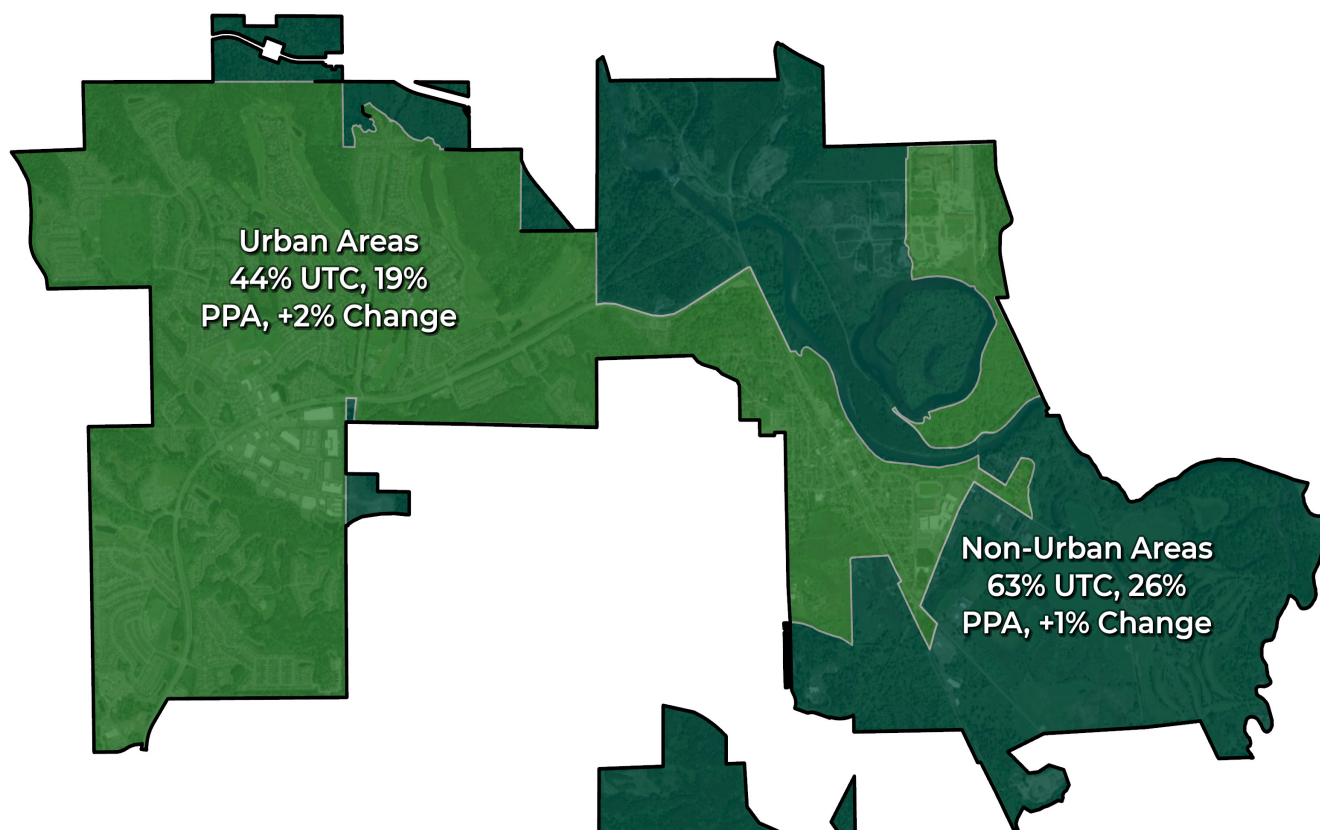 Urban Areas
44% UTC, 19%
PPA, +2% Change
Non-Urban Areas
63% UTC, 26%
PPA, +1% Change